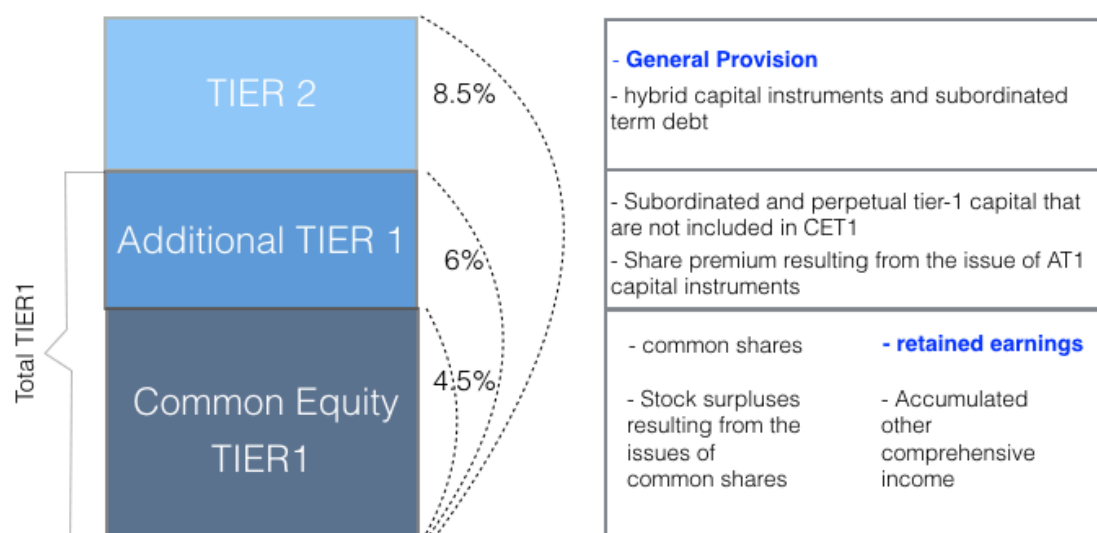 TIER 2
8.5%
Additional TIER 1
6%
Total TIER1
Common Equity
TIER1
4.5%
- General Provision
- hybrid capital instruments and subordinated
term debt
- Subordinated and perpetual tier-1 capital that
are not included in CET1
- Share premium resulting from the issue of AT1
capital instruments
- common shares
- retained earnings
- Stock surpluses
resulting from the
issues of
common shares
- Accumulated
other
comprehensive
income